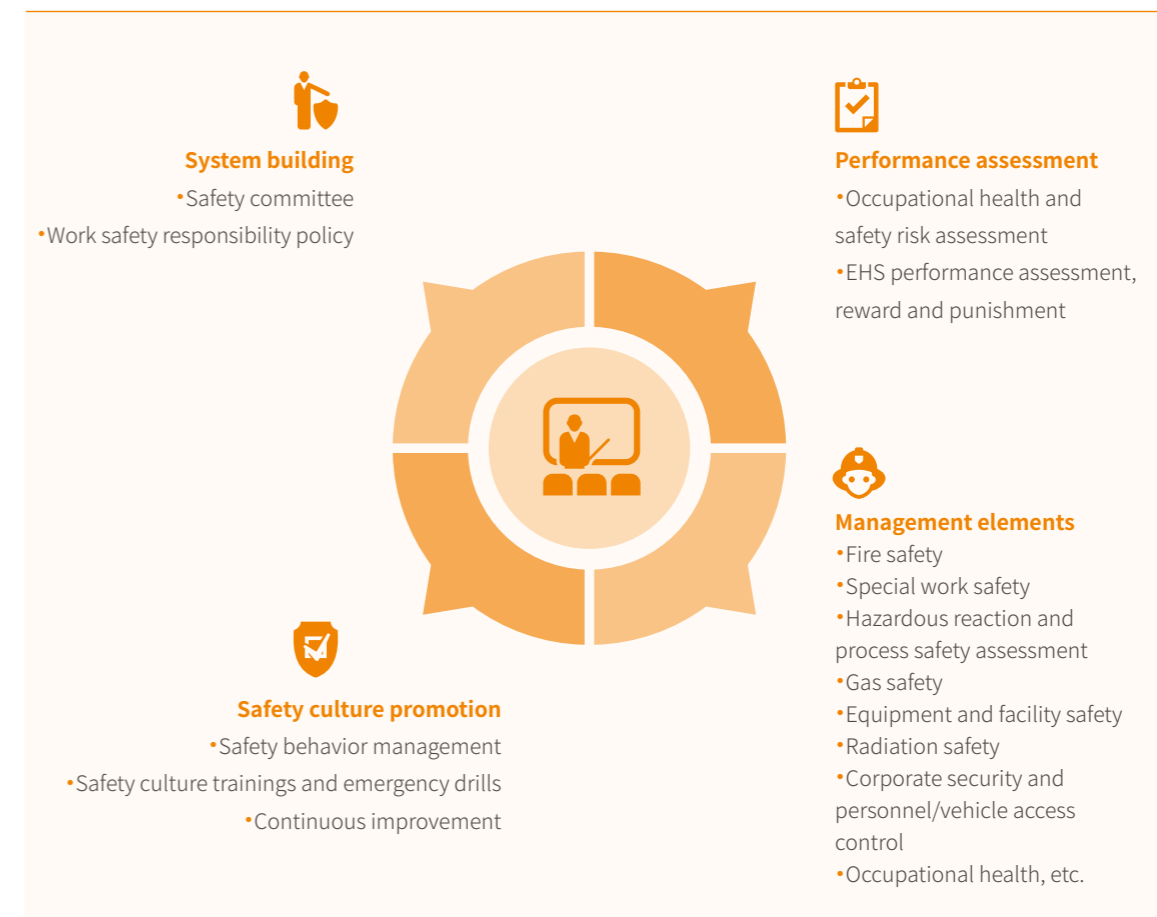 System building
•Safety committee
•Work safety responsibility policy
Performance assessment
•Occupational health and
safety risk assessment
•EHS performance assessment,
reward and punishment
Safety culture promotion
•Safety behavior management
•Safety culture trainings and emergency drills
•Continuous improvement
Management elements
•Fire safety
•Special work safety
•Hazardous reaction and
process safety assessment
•Gas safety
•Equipment and facility safety
•Radiation safety
•Corporate security and
personnel/vehicle access
control
•Occupational health, etc.